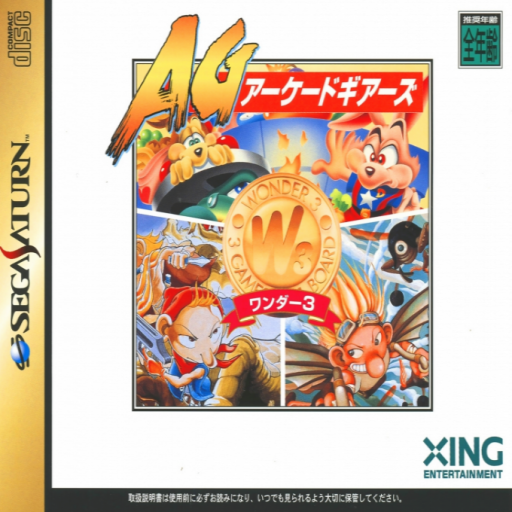 COMPACT
disc
SEGA SATURN™
推奨年齢
全年齢
AG
アーケードギアーズ
WONDER 3
W3
3 GAME BOARD
ワンダー3
XING
ENTERTAINMENT
取扱説明書は使用前に必ずお読みになり、いつでも見られるよう大切に保管してください。